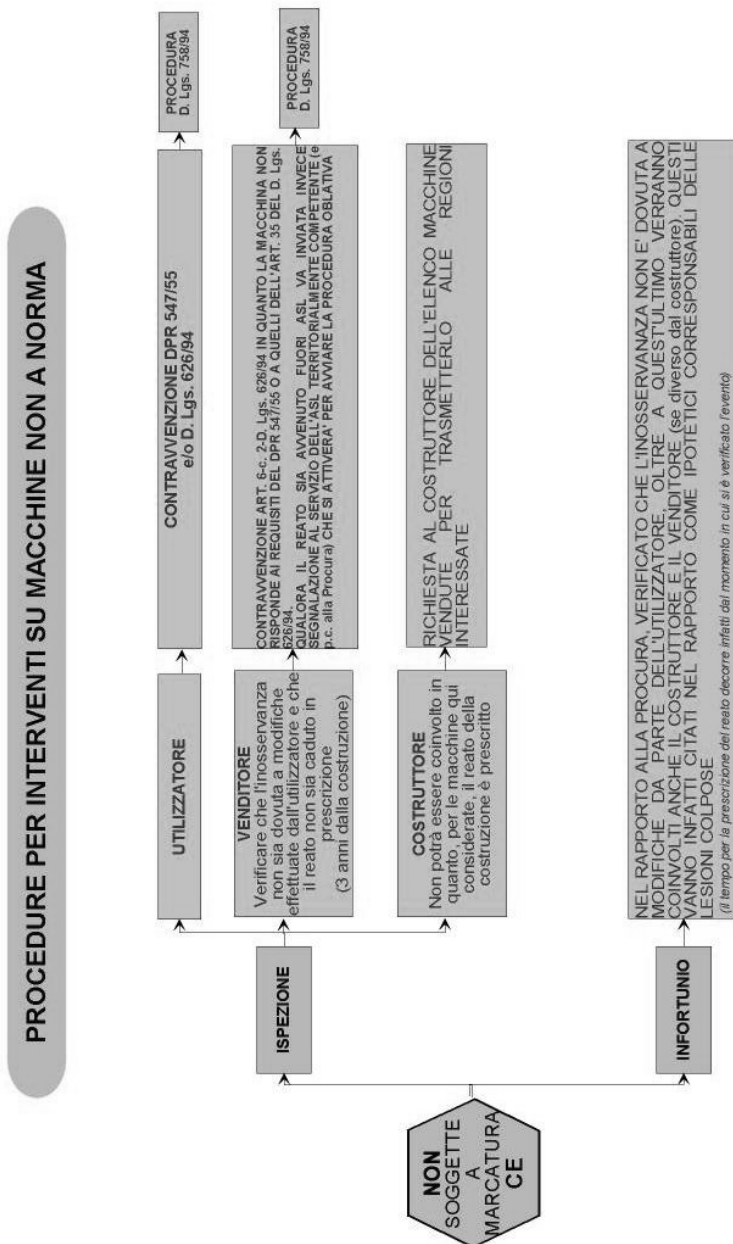 PROCEDURE PER INTERVENTI SU MACCHINE NON A NORMA
NON
SOGGETTE
A
MARCATURA
CE
ISPEZIONE
UTILIZZATORE
CONTRAVVENZIONE DPR 547/55
e/o D. Lgs. 626/94
PROCEDURA
D. Lgs. 758/94
VENDITORE
Verificare che l'inosservanza
non sia dovuta a modifiche
effettuate dall'utilizzatore e che
il reato non sia caduto in
prescrizione
(3 anni dalla costruzione)
CONTRAVVENZIONE ART. 6-c. 2-D. Lgs. 626/94 IN QUANTO LA MACCHINA NON
RISPONDE AI REQUISITI DEL DPR 547/55 O A QUELLI DELL'ART. 35 DEL D. Lgs.
626/94.
QUALORA IL REATO SIA AVVENUTO FUORI ASL VA INVIATA INVECE
SEGNALAZIONE AL SERVIZIO DELL'ASL TERRITORIALMENTE COMPETENTE (e
p.c. alla Procura) CHE SI ATTIVERA' PER AVVIARE LA PROCEDURA OBLATIVA
PROCEDURA
D. Lgs. 758/94
COSTRUTTORE
Non potrà essere coinvolto in
quanto, per le macchine qui
considerate, il reato della
costruzione è prescritto
RICHIESTA AL COSTRUTTORE DELL'ELENCO MACCHINE
VENDUTE PER TRASMETTERLO ALLE REGIONI
INTERESSATE
INFORTUNIO
NEL RAPPORTO ALLA PROCURA, VERIFICATO CHE L'INOSSERVANAZA NON E' DOVUTA A
MODIFICHE DA PARTE DELL'UTILIZZATORE, OLTRE A QUEST'ULTIMO VERRANNO
COINVOLTI ANCHE IL COSTRUTTORE E IL VENDITORE (se diverso dal costruttore). QUESTI
VANNO INFATTI CITATI NEL RAPPORTO COME IPOTETICI CORRESPONSABILI DELLE
LESIONI COLPOSE
(il tempo per la prescrizione del reato decorre infatti dal momento in cui si è verificato l'evento)